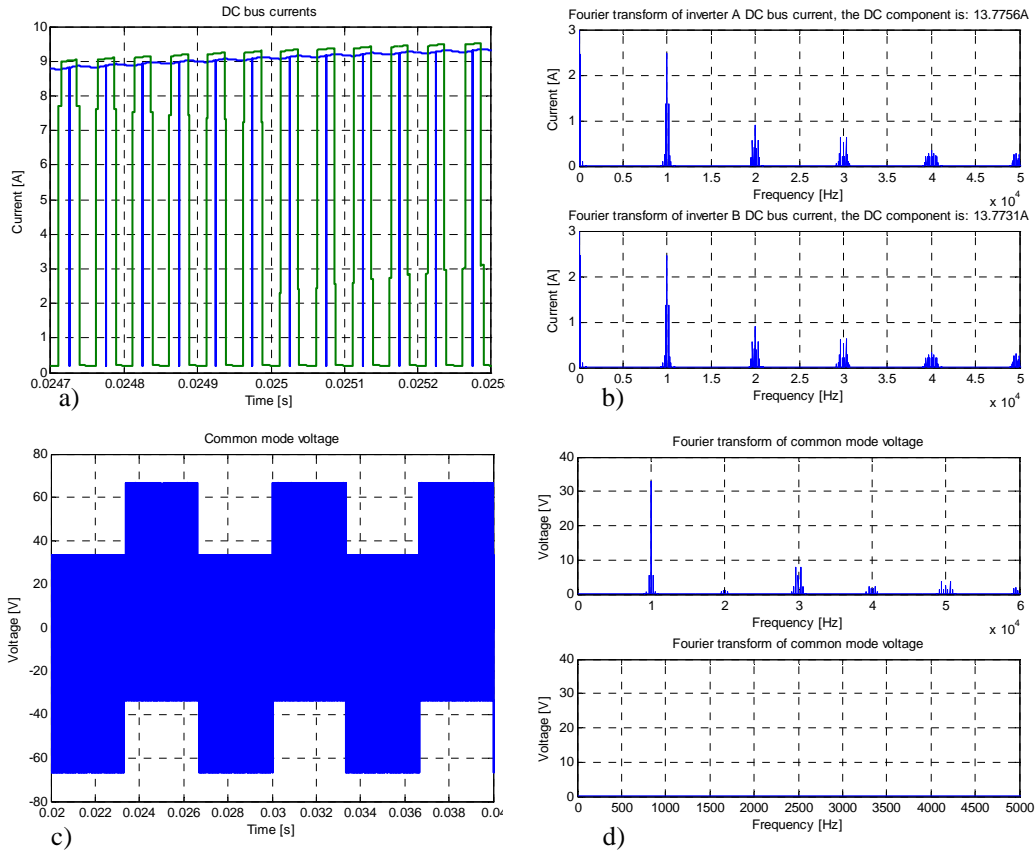 DC bus currents
Current [A]
10
9
8
7
6
5
4
3
2
1
0
0.0247 0.0248 0.0249 0.025 0.0251 0.0252 0.025
Time [s]
a)
Fourier transform of inverter A DC bus current, the DC component is: 13.7756A
Current [A]
3
2
1
0
0 0.5 1 1.5 2 2.5 3 3.5 4 4.5 5
Frequency [Hz]
x 10^4
Fourier transform of inverter B DC bus current, the DC component is: 13.7731A
Current [A]
3
2
1
0
0 0.5 1 1.5 2 2.5 3 3.5 4 4.5 5
Frequency [Hz]
x 10^4
b)
Common mode voltage
Voltage [V]
80
60
40
20
0
-20
-40
-60
-80
0.02 0.022 0.024 0.026 0.028 0.03 0.032 0.034 0.036 0.038 0.04
Time [s]
c)
Fourier transform of common mode voltage
Voltage [V]
40
30
20
10
0
0 1 2 3 4 5 6
Frequency [Hz]
x 10^4
Fourier transform of common mode voltage
Voltage [V]
40
30
20
10
0
0 500 1000 1500 2000 2500 3000 3500 4000 4500 5000
Frequency [Hz]
d)